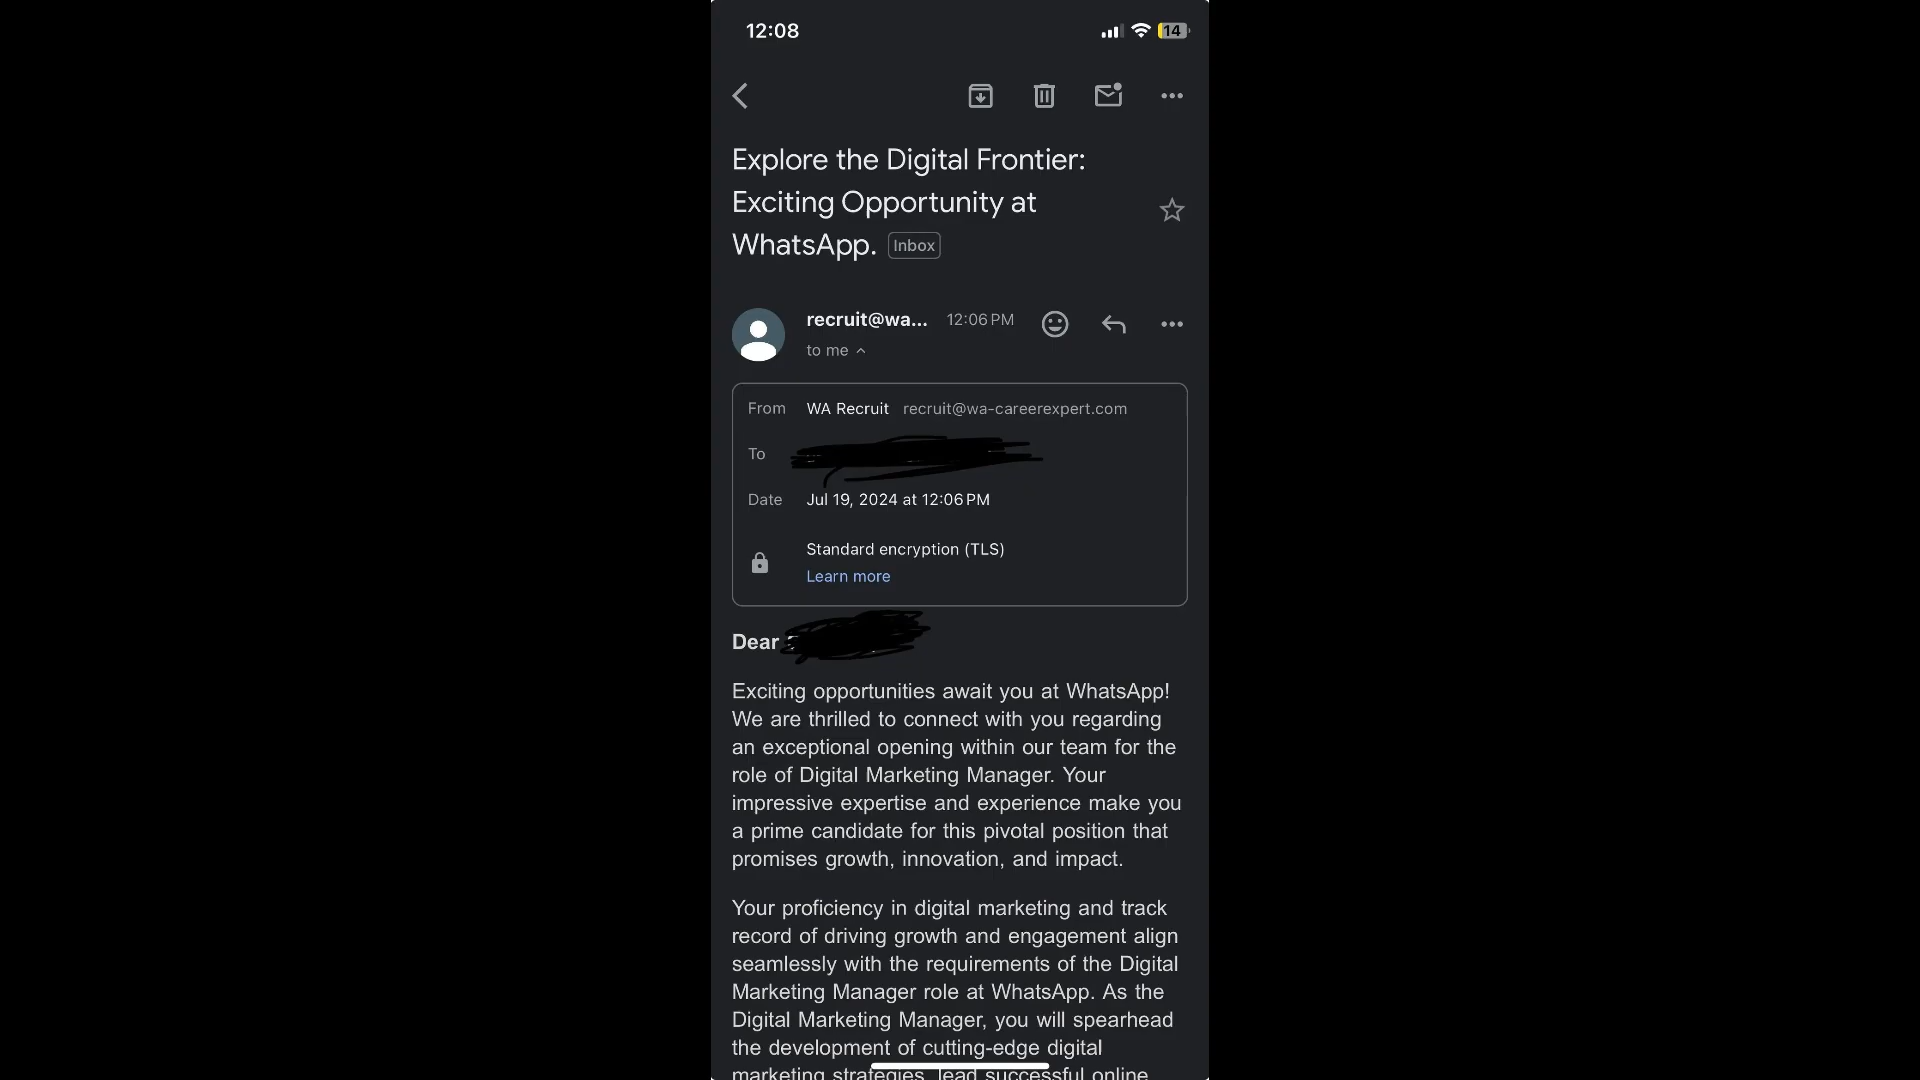 12:08
14
Explore the Digital Frontier:
Exciting Opportunity at
WhatsApp. Inbox
recruit@wa... 12:06 PM
to me
From WA Recruit recruit@wa-careerexpert.com
To
Date Jul 19, 2024 at 12:06 PM
Standard encryption (TLS)
Learn more
Dear
Exciting opportunities await you at WhatsApp!
We are thrilled to connect with you regarding
an exceptional opening within our team for the
role of Digital Marketing Manager. Your
impressive expertise and experience make you
a prime candidate for this pivotal position that
promises growth, innovation, and impact.
Your proficiency in digital marketing and track
record of driving growth and engagement align
seamlessly with the requirements of the Digital
Marketing Manager role at WhatsApp. As the
Digital Marketing Manager, you will spearhead
the development of cutting-edge digital
marketing strategies, lead successful online